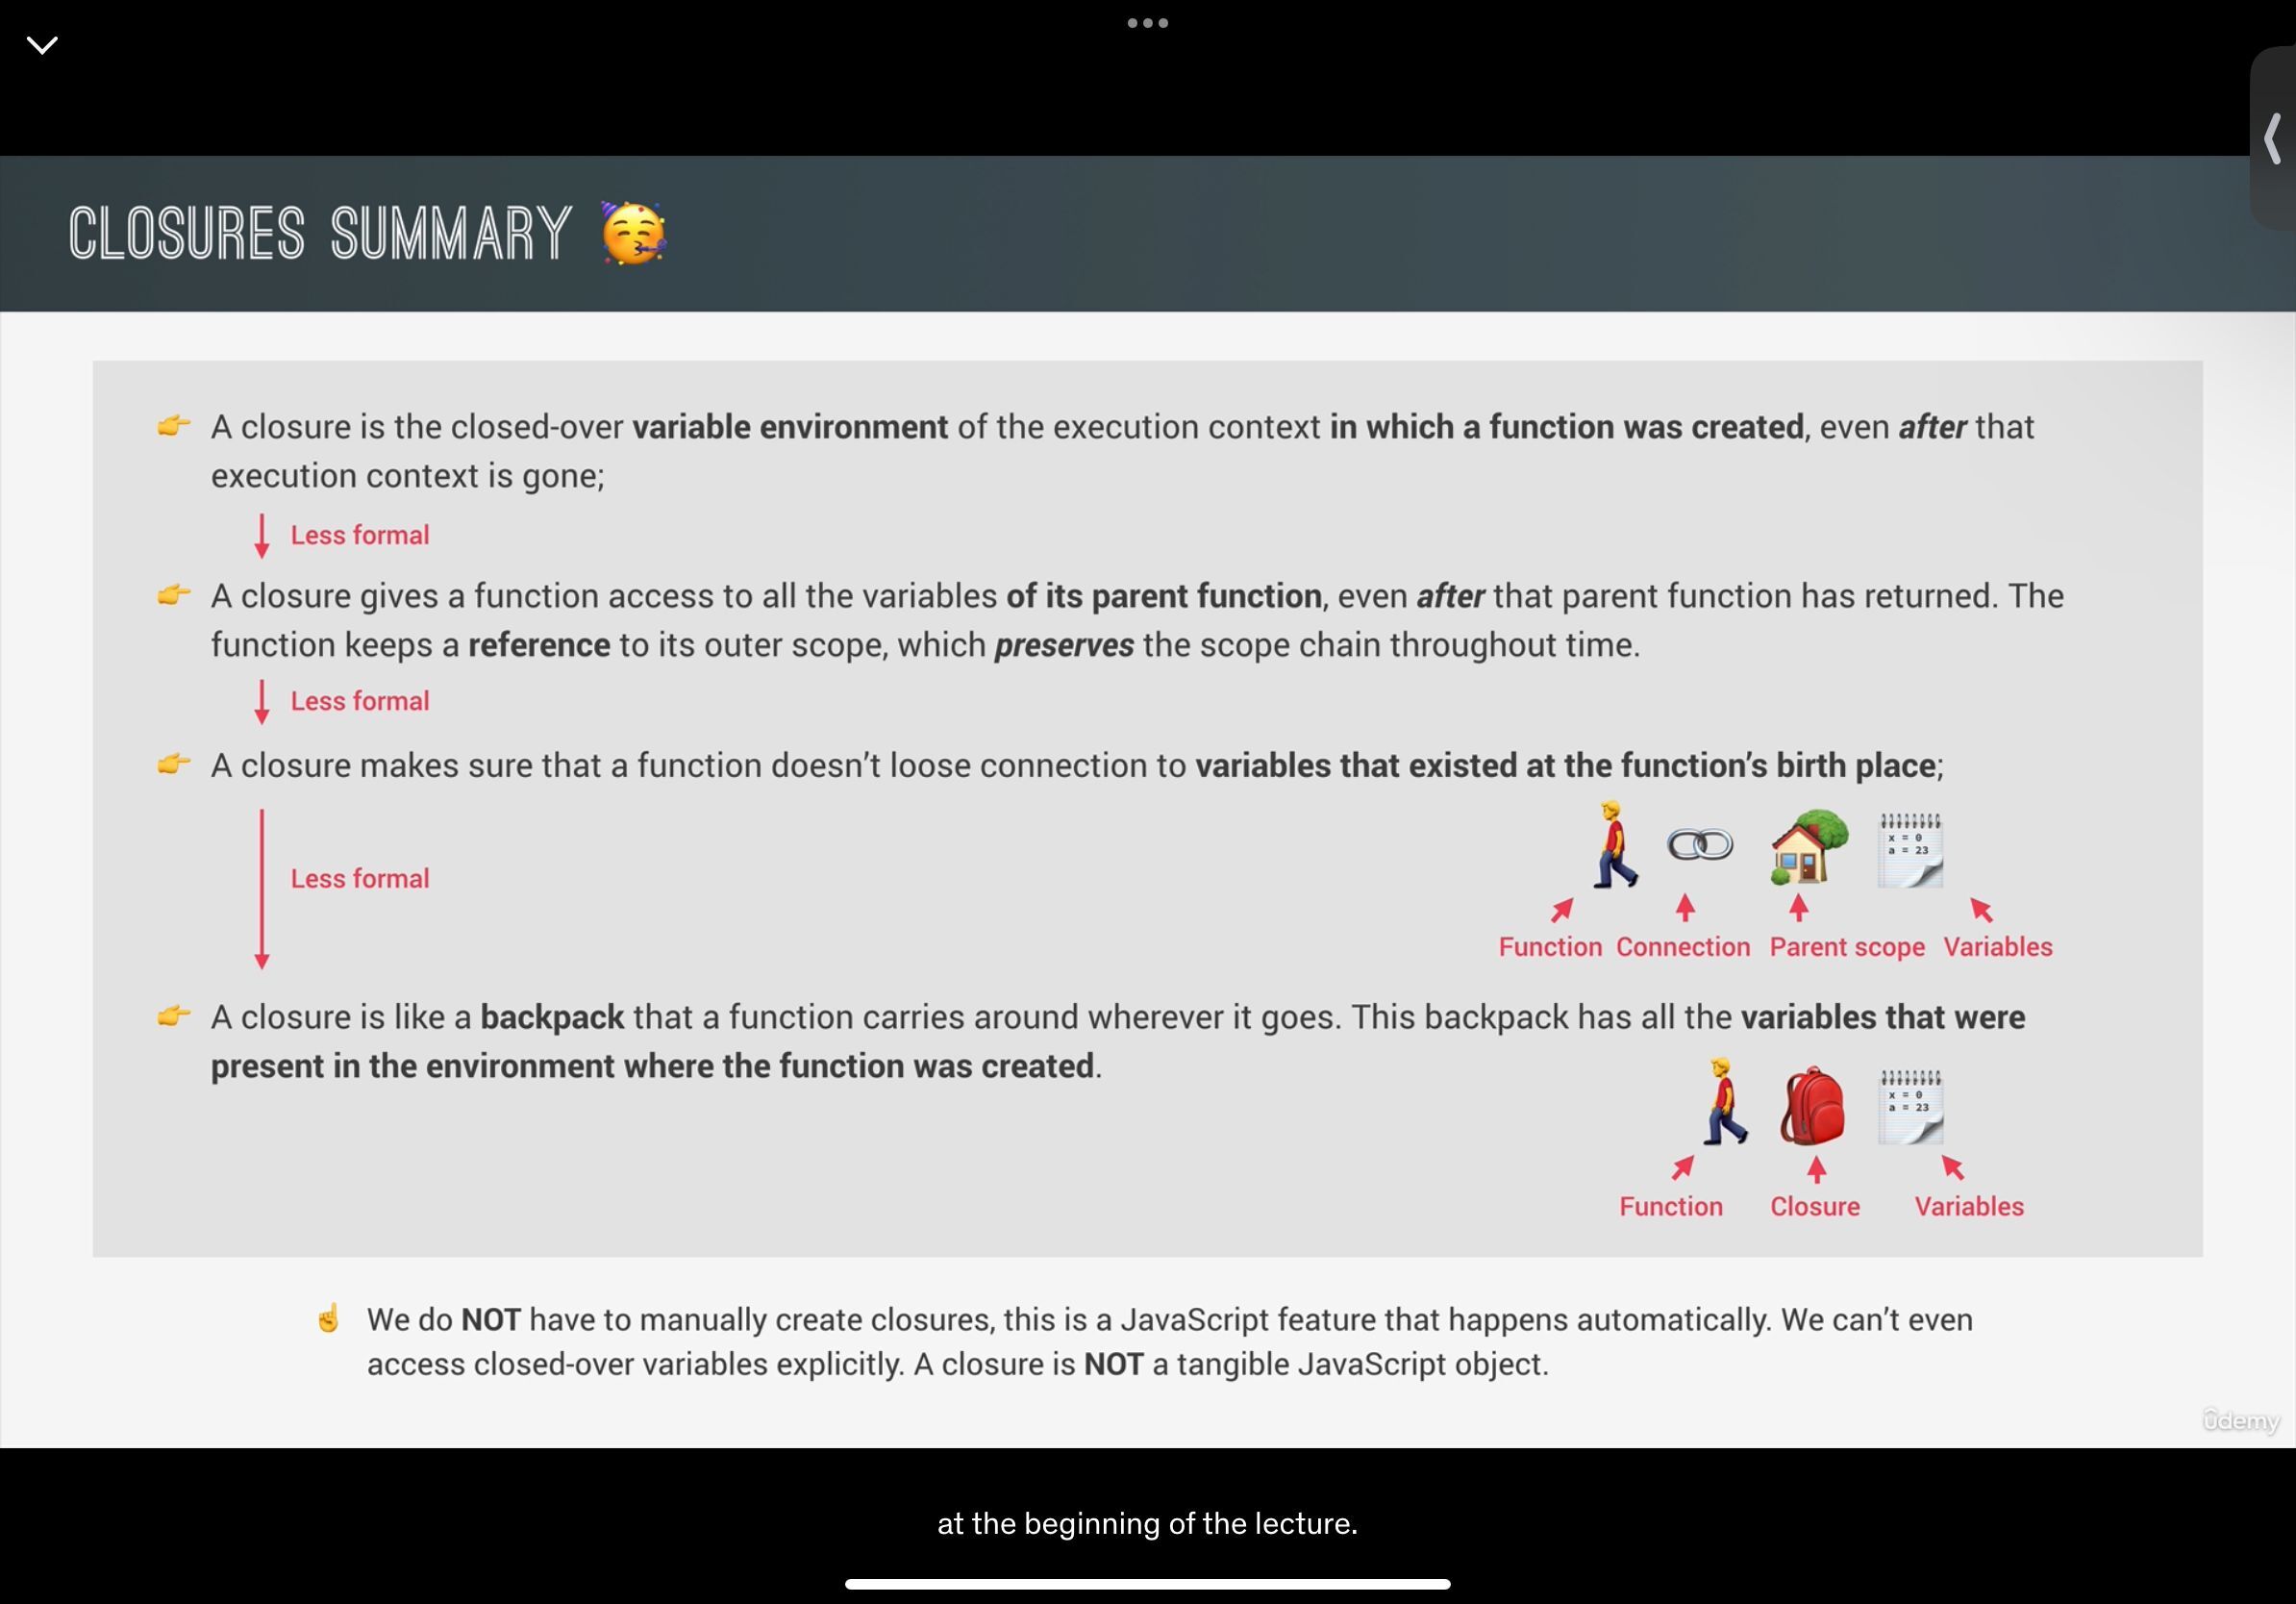 CLOSURES SUMMARY 🥳
👉 A closure is the closed-over variable environment of the execution context in which a function was created, even after that
execution context is gone;
Less formal
👉 A closure gives a function access to all the variables of its parent function, even after that parent function has returned. The
function keeps a reference to its outer scope, which preserves the scope chain throughout time.
Less formal
👉 A closure makes sure that a function doesn’t loose connection to variables that existed at the function’s birth place;
x = 0
a = 23
Less formal
Function Connection Parent scope Variables
👉 A closure is like a backpack that a function carries around wherever it goes. This backpack has all the variables that were
present in the environment where the function was created.
x = 0
a = 23
Function Closure Variables
☝️ We do NOT have to manually create closures, this is a JavaScript feature that happens automatically. We can’t even
access closed-over variables explicitly. A closure is NOT a tangible JavaScript object.
ûdemy
at the beginning of the lecture.